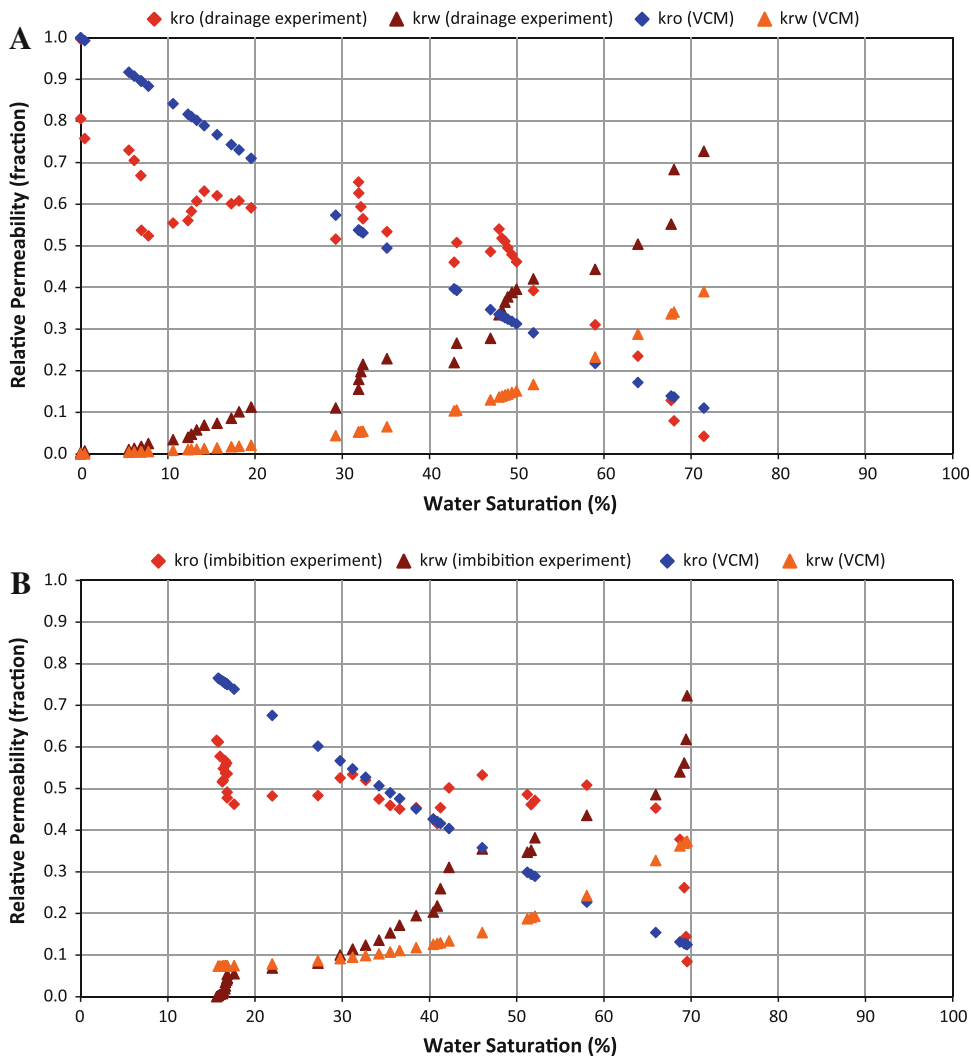 kro (drainage experiment) krw (drainage experiment) kro (VCM) krw (VCM)
A
1.0
0.9
0.8
0.7
0.6
0.5
0.4
0.3
0.2
0.1
0.0
Relative Permeability (fraction)
0 10 20 30 40 50 60 70 80 90 100
Water Saturation (%)
kro (imbibition experiment) krw (imbibition experiment) kro (VCM) krw (VCM)
B
1.0
0.9
0.8
0.7
0.6
0.5
0.4
0.3
0.2
0.1
0.0
Relative Permeability (fraction)
0 10 20 30 40 50 60 70 80 90 100
Water Saturation (%)